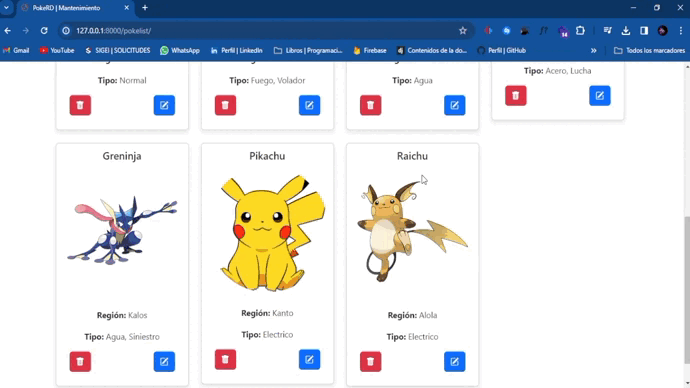 PokeRD | Mantenimiento
127.0.0.1:8000/pokelist/
Gmail YouTube SIGEI | SOLICITUDES WhatsApp Perfil | LinkedIn Libros | Programaci... Firebase Contenidos de la do... Perfil | GitHub » Todos los marcadores
Tipo: Normal
Tipo: Fuego, Volador
Tipo: Agua
Tipo: Acero, Lucha
Greninja
Región: Kalos
Tipo: Agua, Siniestro
Pikachu
Región: Kanto
Tipo: Electrico
Raichu
Región: Alola
Tipo: Electrico